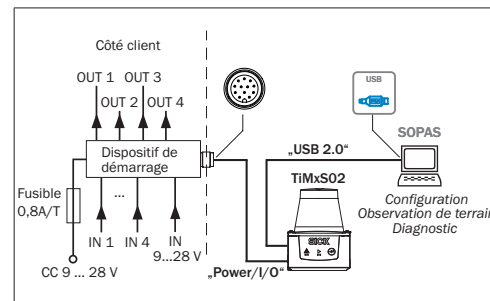 Côté client
OUT 1 OUT 3
OUT 2 OUT 4
USB
SOPAS
„USB 2.0“
Dispositif de
démarrage
TiMxS02
Fusible
0,8A/T
...
Configuration
Observation de terrain
Diagnostic
SICK
IN 1 IN 4 IN
9...28 V
CC 9 ... 28 V
„Power/I/O“